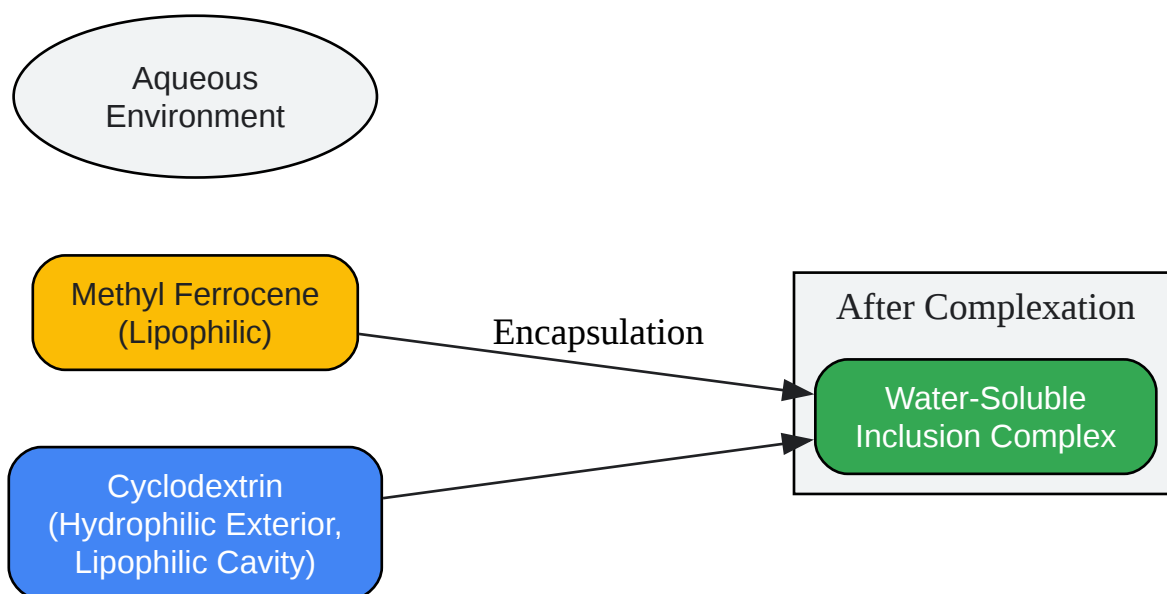 Aqueous
Environment
Methyl Ferrocene
(Lipophilic)
Encapsulation
After Complexation
Water-Soluble
Inclusion Complex
Cyclodextrin
(Hydrophilic Exterior,
Lipophilic Cavity)